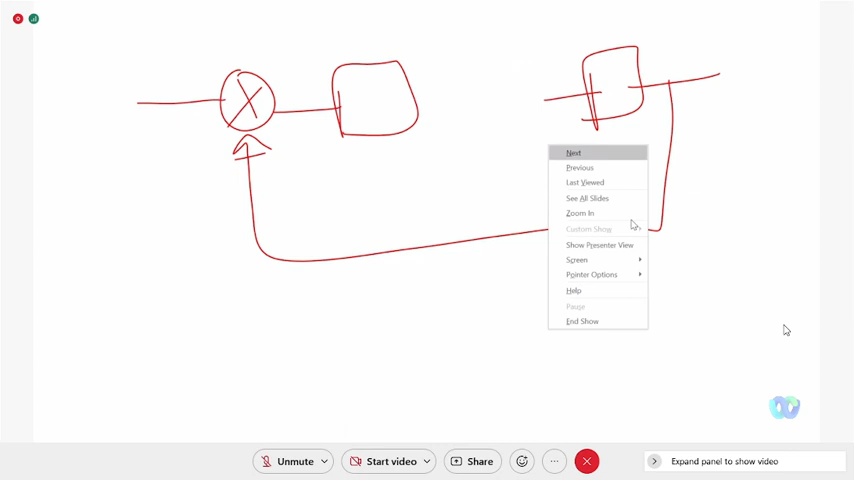 Next
Previous
Last Viewed
See All Slides
Zoom In
Custom Show
Show Presenter View
Screen
Pointer Options
Help
Pause
End Show
Unmute
Start video
Share
Expand panel to show video